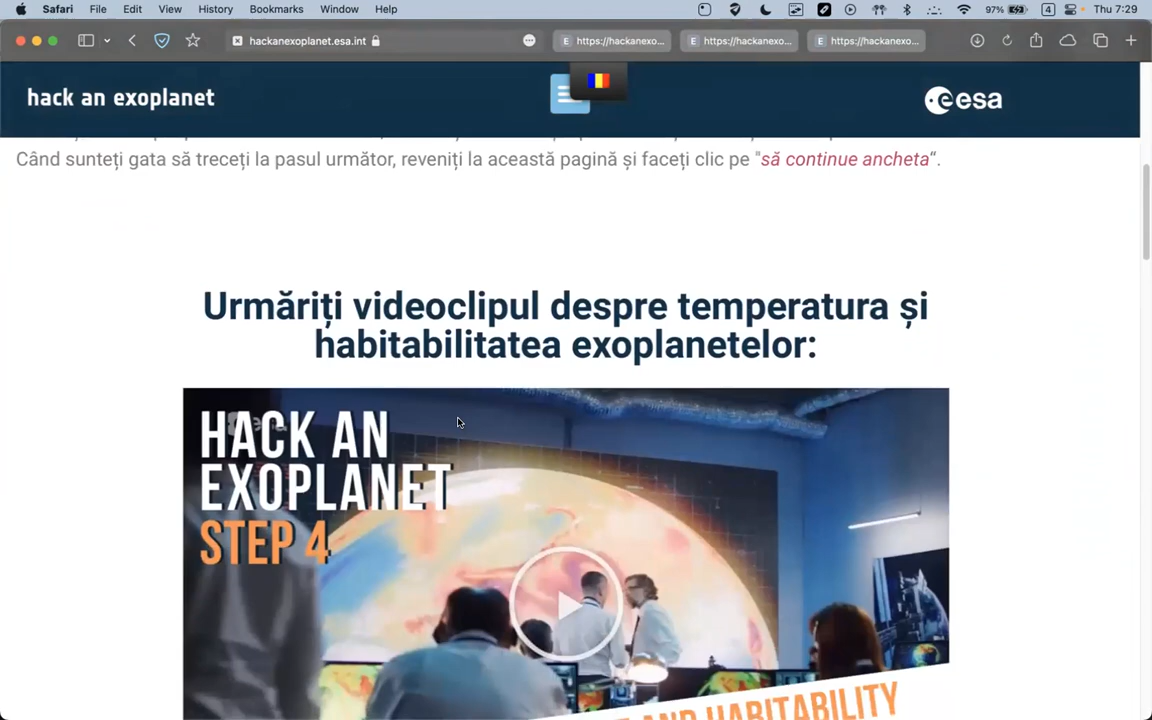 Safari File Edit View History Bookmarks Window Help 97% 4 Thu 7:29
hackanexoplanet.esa.int E https://hackanexo... E https://hackanexo... E https://hackanexo...
hack an exoplanet esa
Când sunteți gata să treceți la pasul următor, reveniți la această pagină și faceți clic pe "să continue ancheta“.
Urmăriți videoclipul despre temperatura și
habitabilitatea exoplanetelor:
HACK AN
EXOPLANET
STEP 4
AND HABITABILITY